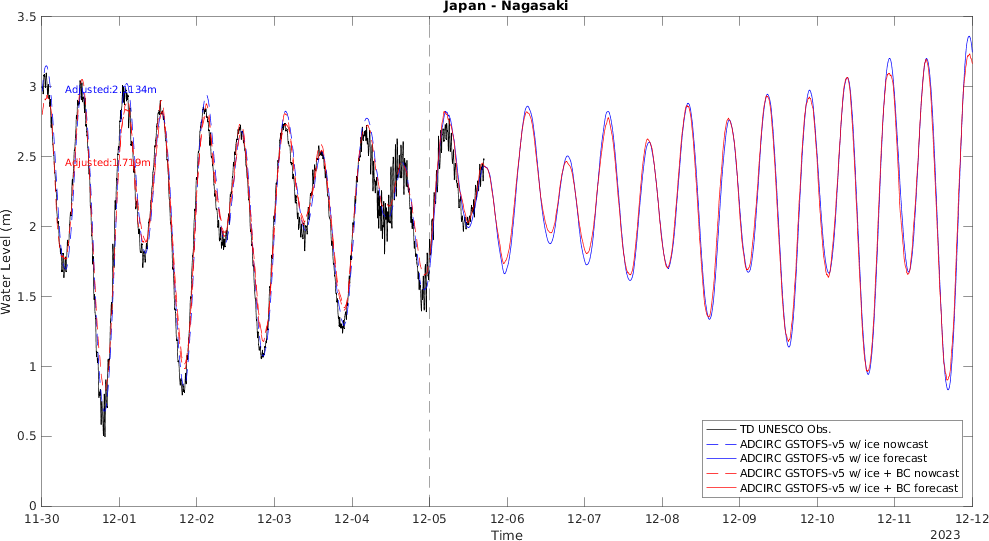 Japan - Nagasaki
3.5
3
2.5
2
1.5
1
0.5
0
Water Level (m)
Adjusted:1.719m
11-30
12-01
12-02
12-03
12-04
12-05
12-06
12-07
12-08
12-09
12-10
12-11
12-12
2023
Time
TD UNESCO Obs.
ADCIRC GSTOFS-v5 w/ ice nowcast
ADCIRC GSTOFS-v5 w/ ice forecast
ADCIRC GSTOFS-v5 w/ ice + BC nowcast
ADCIRC GSTOFS-v5 w/ ice + BC forecast